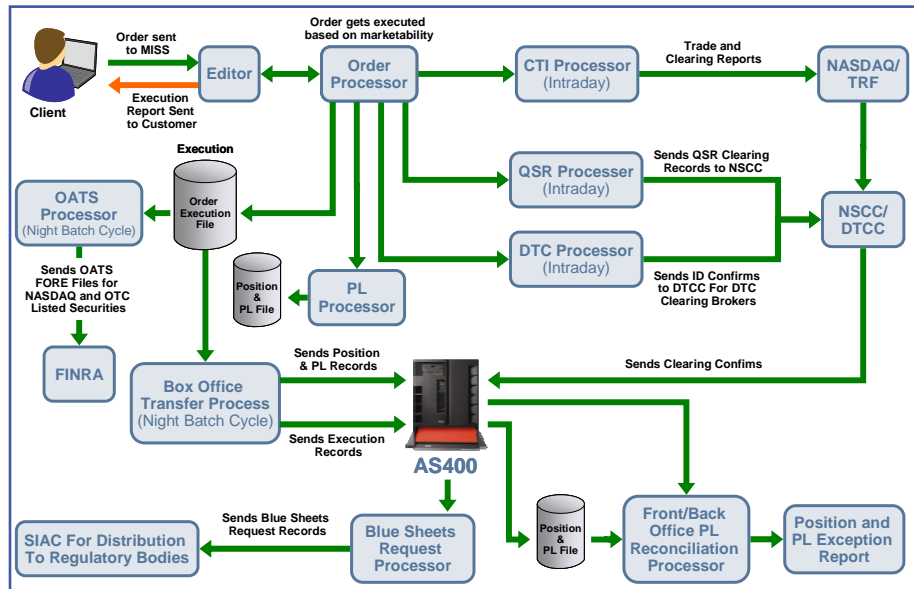 Order gets executed
based on marketability
Order sent
to MISS
Editor
Order
Processor
CTI Processor
(Intraday)
Trade and
Clearing Reports
NASDAQ/
TRF
Client
Execution
Report Sent
to Customer
Execution
Order
Execution
File
OATS
Processor
(Night Batch Cycle)
QSR Processer
(Intraday)
Sends QSR Clearing
Records to NSCC
NSCC/
DTCC
DTC Processor
(Intraday)
Sends ID Confirms
to DTCC For DTC
Clearing Brokers
Sends OATS
FORE Files for
NASDAQ and OTC
Listed Securities
Position
&
PL File
PL
Processor
FINRA
Box Office
Transfer Process
(Night Batch Cycle)
Sends Position
& PL Records
Sends Clearing Confims
Sends Execution
Records
AS400
Sends Blue Sheets
Request Records
SIAC For Distribution
To Regulatory Bodies
Blue Sheets
Request
Processor
Position
&
PL File
Front/Back
Office PL
Reconciliation
Processor
Position and
PL Exception
Report